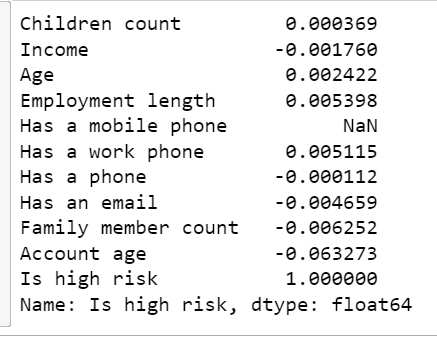 Children count          0.000369
Income                 -0.001760
Age                     0.002422
Employment length       0.005398
Has a mobile phone           NaN
Has a work phone        0.005115
Has a phone            -0.000112
Has an email           -0.004659
Family member count    -0.006252
Account age            -0.063273
Is high risk            1.000000
Name: Is high risk, dtype: float64